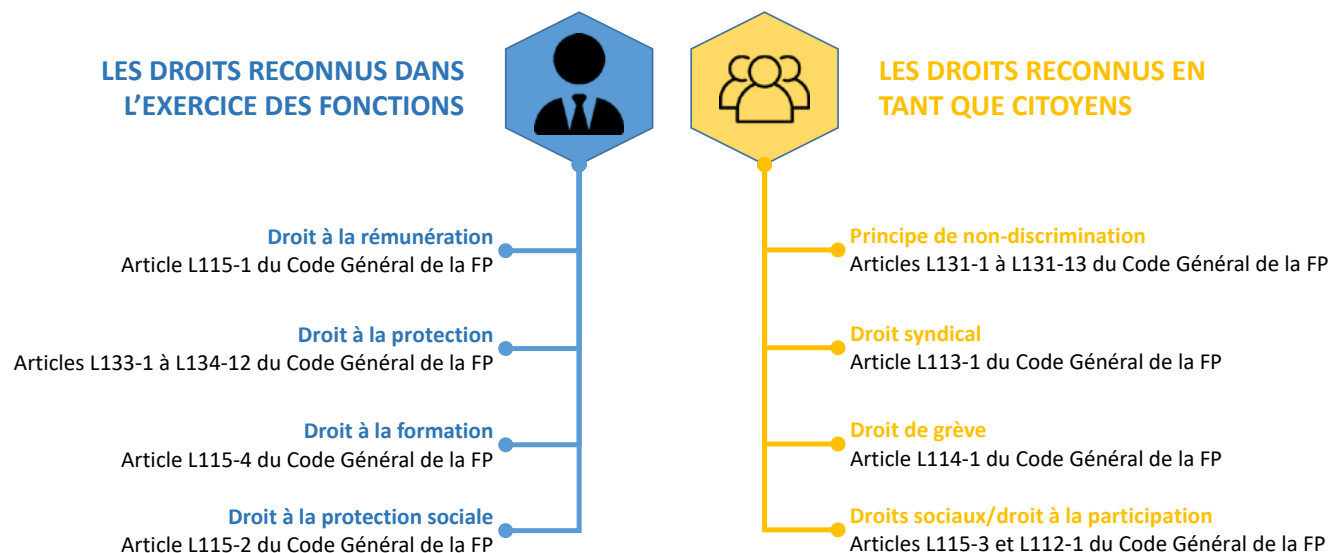 LES DROITS RECONNUS DANS
L’EXERCICE DES FONCTIONS
Droit à la rémunération
Article L115-1 du Code Général de la FP
Droit à la protection
Articles L133-1 à L134-12 du Code Général de la FP
Droit à la formation
Article L115-4 du Code Général de la FP
Droit à la protection sociale
Article L115-2 du Code Général de la FP
LES DROITS RECONNUS EN
TANT QUE CITOYENS
Principe de non-discrimination
Articles L131-1 à L131-13 du Code Général de la FP
Droit syndical
Article L113-1 du Code Général de la FP
Droit de grève
Article L114-1 du Code Général de la FP
Droits sociaux/droit à la participation
Articles L115-3 et L112-1 du Code Général de la FP